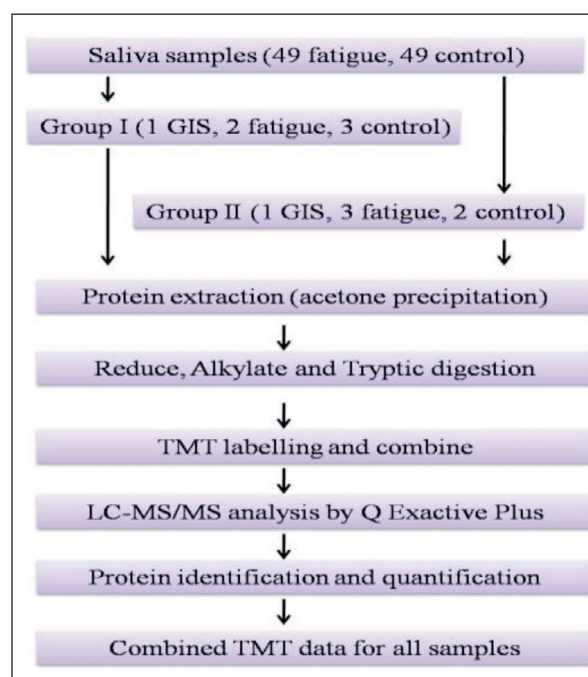 Saliva samples (49 fatigue, 49 control)
Group I (1 GIS, 2 fatigue, 3 control)
Group II (1 GIS, 3 fatigue, 2 control)
Protein extraction (acetone precipitation)
Reduce, Alkylate and Tryptic digestion
TMT labelling and combine
LC-MS/MS analysis by Q Exactive Plus
Protein identification and quantification
Combined TMT data for all samples